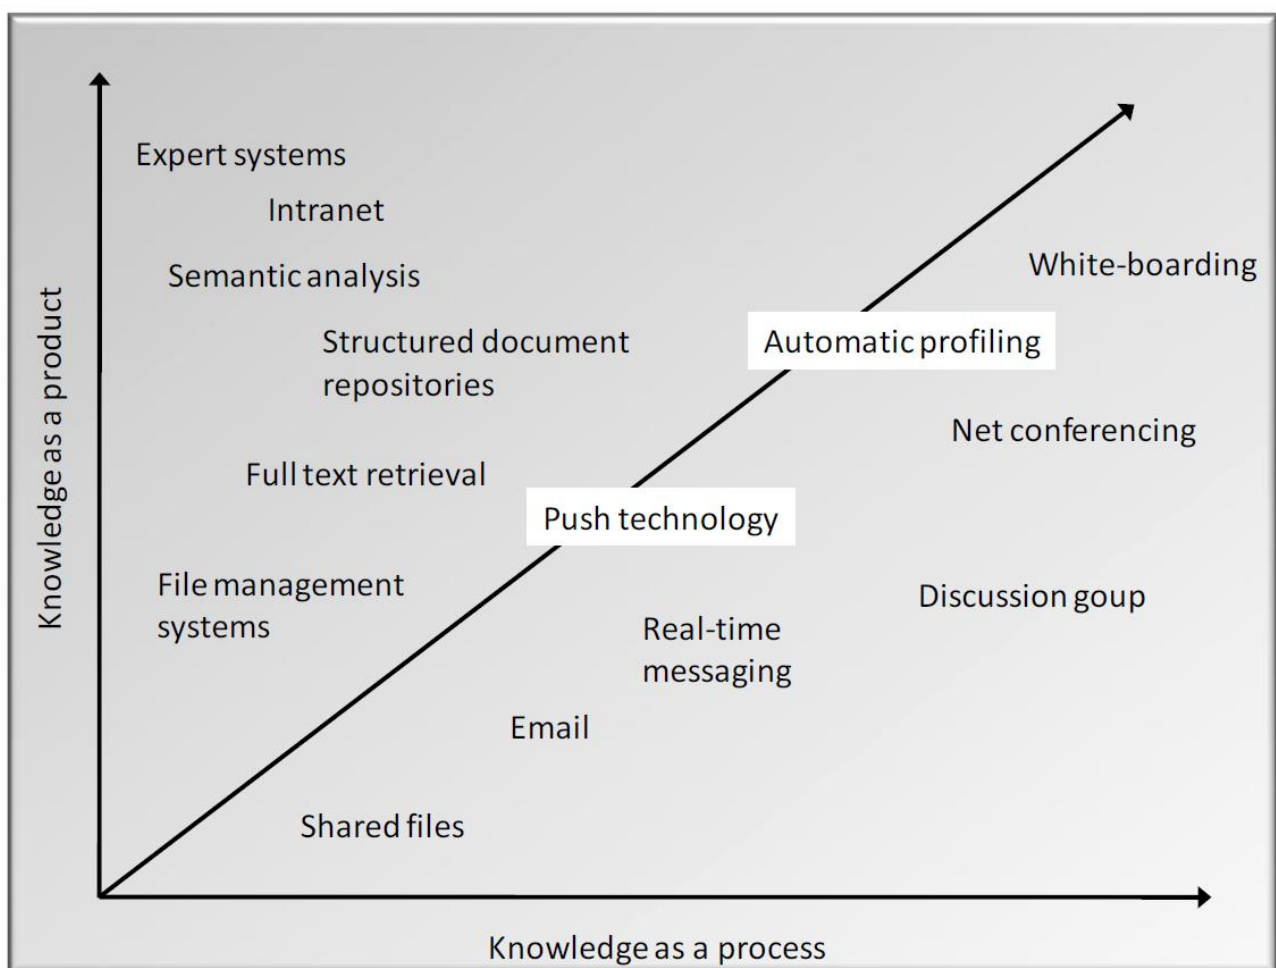 Expert systems
Intranet
Semantic analysis
White-boarding
Structured document
repositories
Automatic profiling
Net conferencing
Full text retrieval
Push technology
File management
systems
Discussion goup
Real-time
messaging
Email
Shared files
Knowledge as a product
Knowledge as a process